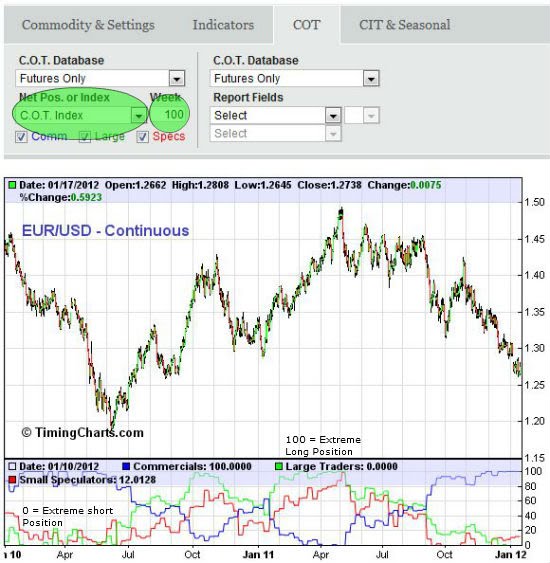 Commodity & Settings Indicators COT CIT & Seasonal
C.O.T. Database C.O.T. Database
Futures Only Futures Only
Net Pos. or Index Week Report Fields
C.O.T. Index 100 Select
Comm Large Specs Select
Date: 01/17/2012 Open:1.2662 High:1.2808 Low:1.2645 Close:1.2738 Change:0.0075
%Change:0.5923
1.50
EUR/USD - Continuous
1.45
1.40
1.35
1.30
1.25
1.20
© TimingCharts.com
100 = Extreme
Long Position
1.15
Date: 01/10/2012 Commercials: 100.0000 Large Traders: 0.0000 100
Small Speculators: 12.0128 80
60
0 = Extreme short
Position
40
20
0
n 10 Apr Jul Oct Jan 11 Apr Jul Oct Jan 12